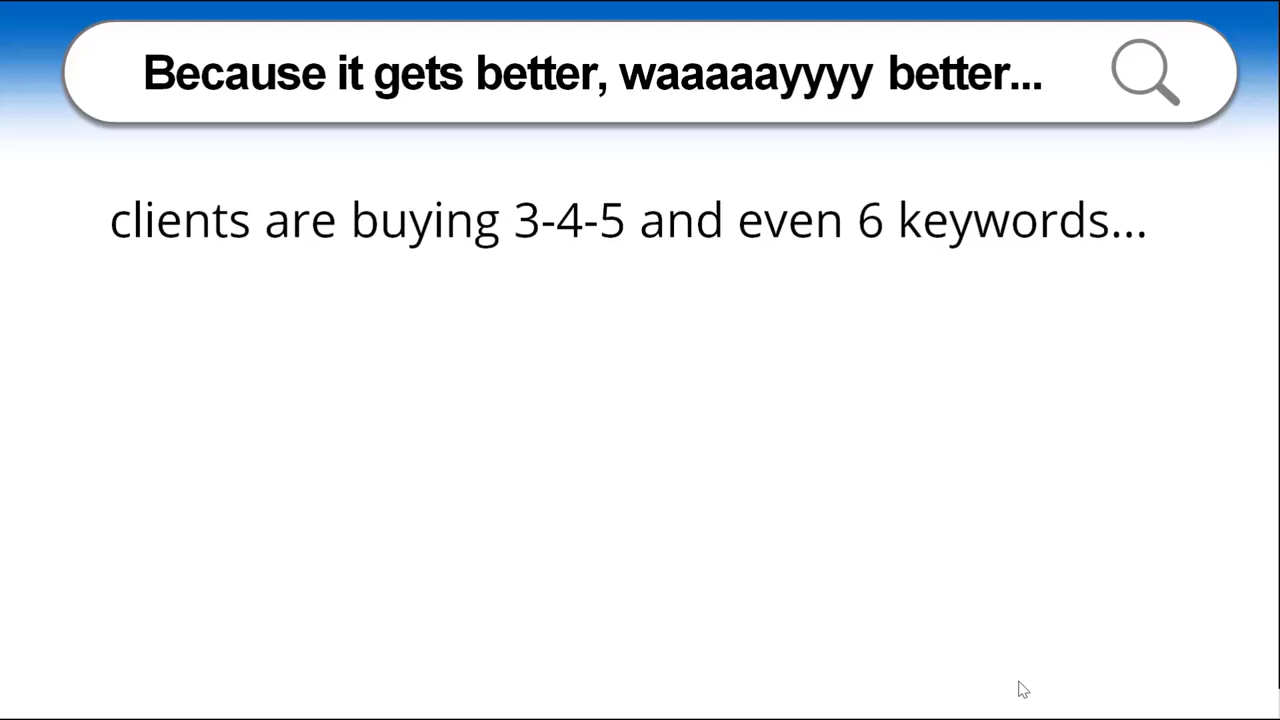 Because it gets better, waaaaayyyy better...
clients are buying 3-4-5 and even 6 keywords...